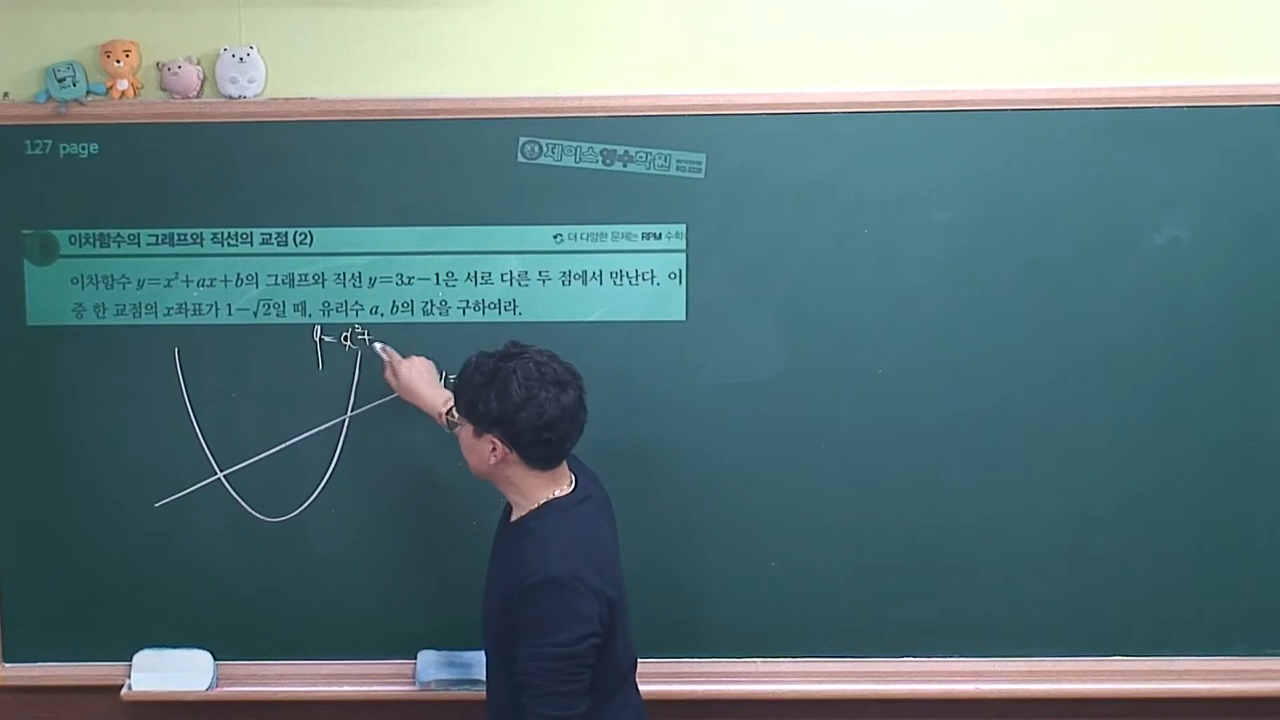 127 page
제이스영수학원
이차함수의 그래프와 직선의 교점 (2)
더 다양한 문제는 RPM 수학
이차함수 y=x²+ax+b의 그래프와 직선 y=3x-1은 서로 다른 두 점에서 만난다. 이
중 한 교점의 x좌표가 1-√2일 때, 유리수 a, b의 값을 구하여라.
y=x²+